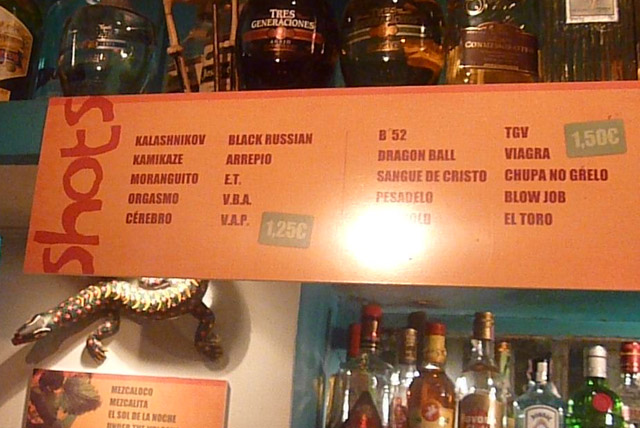 TRES
GENERACIONES
AÑEJO
shots
KALASHNIKOV
KAMIKAZE
MORANGUITO
ORGASMO
CÉREBRO
BLACK RUSSIAN
ARREPIO
E.T.
V.B.A.
V.A.P.
1,25€
B´52
DRAGON BALL
SANGUE DE CRISTO
PESADELO
TGV
VIAGRA
CHUPA NO GRELO
BLOW JOB
EL TORO
1,50€
MEZCALOCO
MEZCALITA
EL SOL DE LA NOCHE